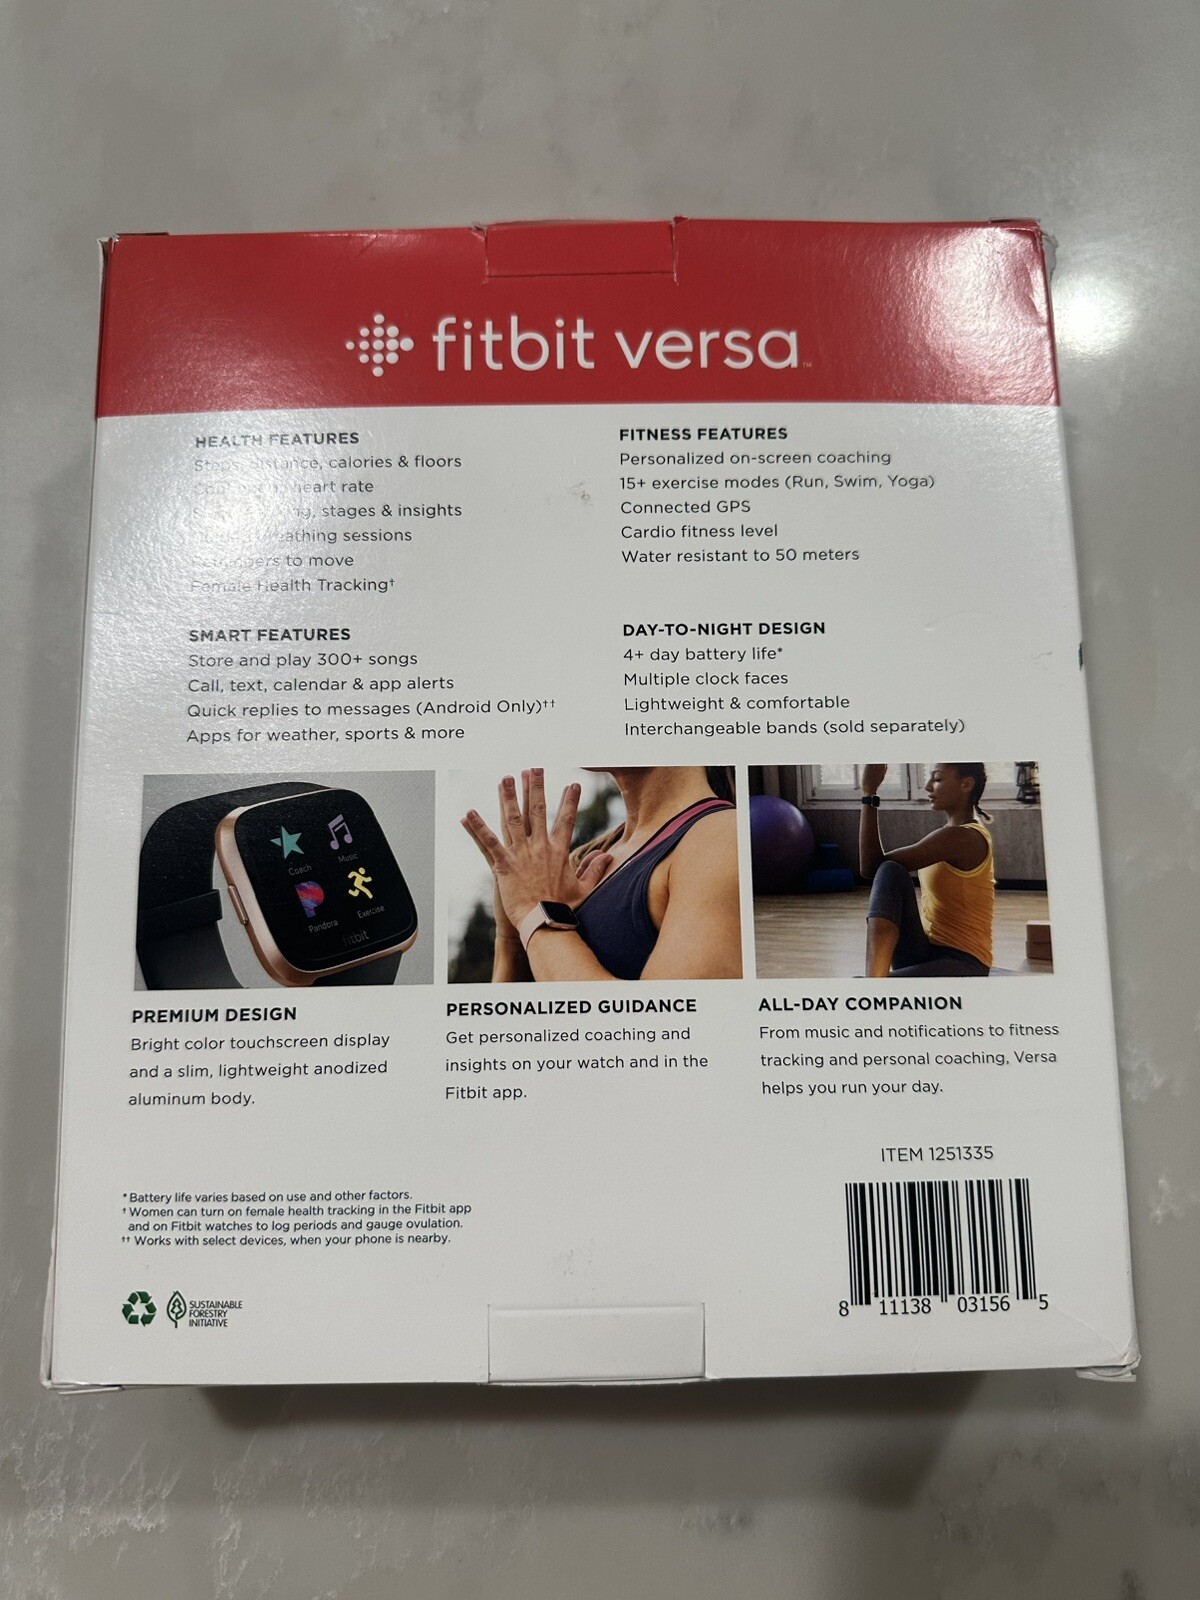 fitbit versa™
HEALTH FEATURES
Steps, distance, calories & floors
heart rate
stages & insights
breathing sessions
Reminders to move
Female Health Tracking†
FITNESS FEATURES
Personalized on-screen coaching
15+ exercise modes (Run, Swim, Yoga)
Connected GPS
Cardio fitness level
Water resistant to 50 meters
SMART FEATURES
Store and play 300+ songs
Call, text, calendar & app alerts
Quick replies to messages (Android Only)††
Apps for weather, sports & more
DAY-TO-NIGHT DESIGN
4+ day battery life*
Multiple clock faces
Lightweight & comfortable
Interchangeable bands (sold separately)
Coach
Music
Pandora
Exercise
fitbit
PREMIUM DESIGN
Bright color touchscreen display
and a slim, lightweight anodized
aluminum body.
PERSONALIZED GUIDANCE
Get personalized coaching and
insights on your watch and in the
Fitbit app.
ALL-DAY COMPANION
From music and notifications to fitness
tracking and personal coaching, Versa
helps you run your day.
ITEM 1251335
8 11138 03156 5
* Battery life varies based on use and other factors.
† Women can turn on female health tracking in the Fitbit app
and on Fitbit watches to log periods and gauge ovulation.
†† Works with select devices, when your phone is nearby.
SUSTAINABLE
FORESTRY
INITIATIVE